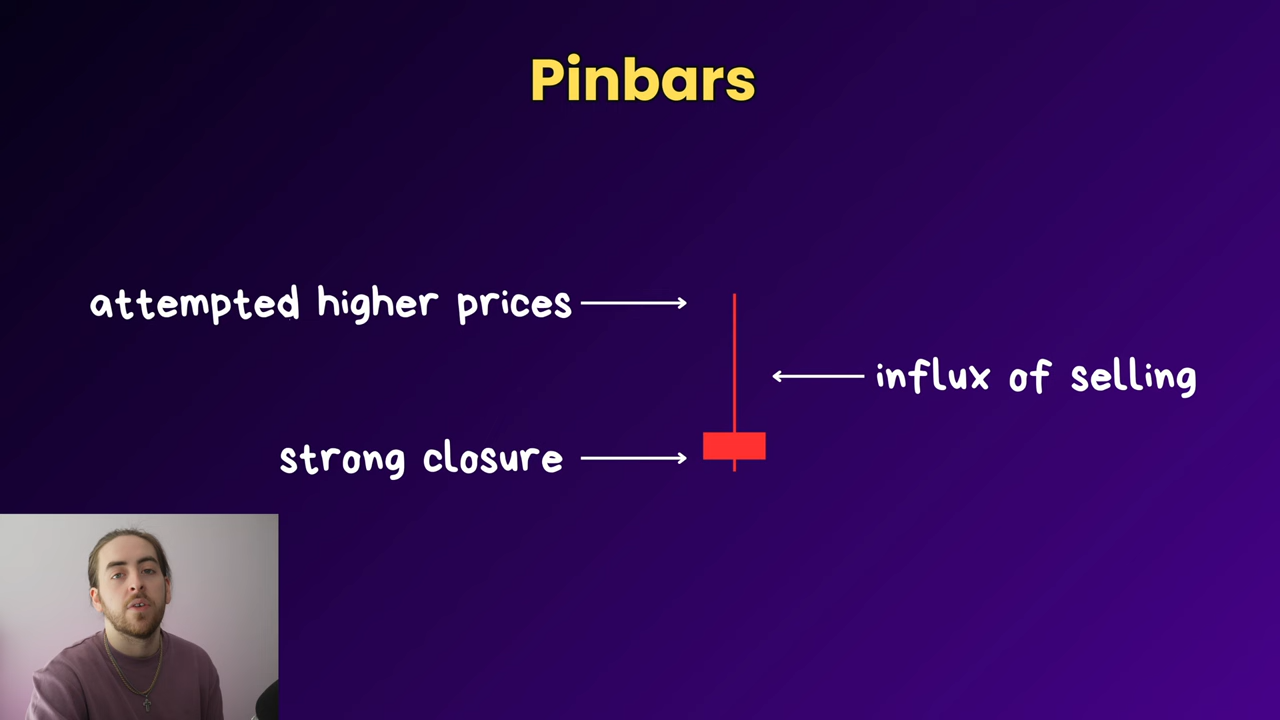 Pinbars
attempted higher prices
influx of selling
strong closure